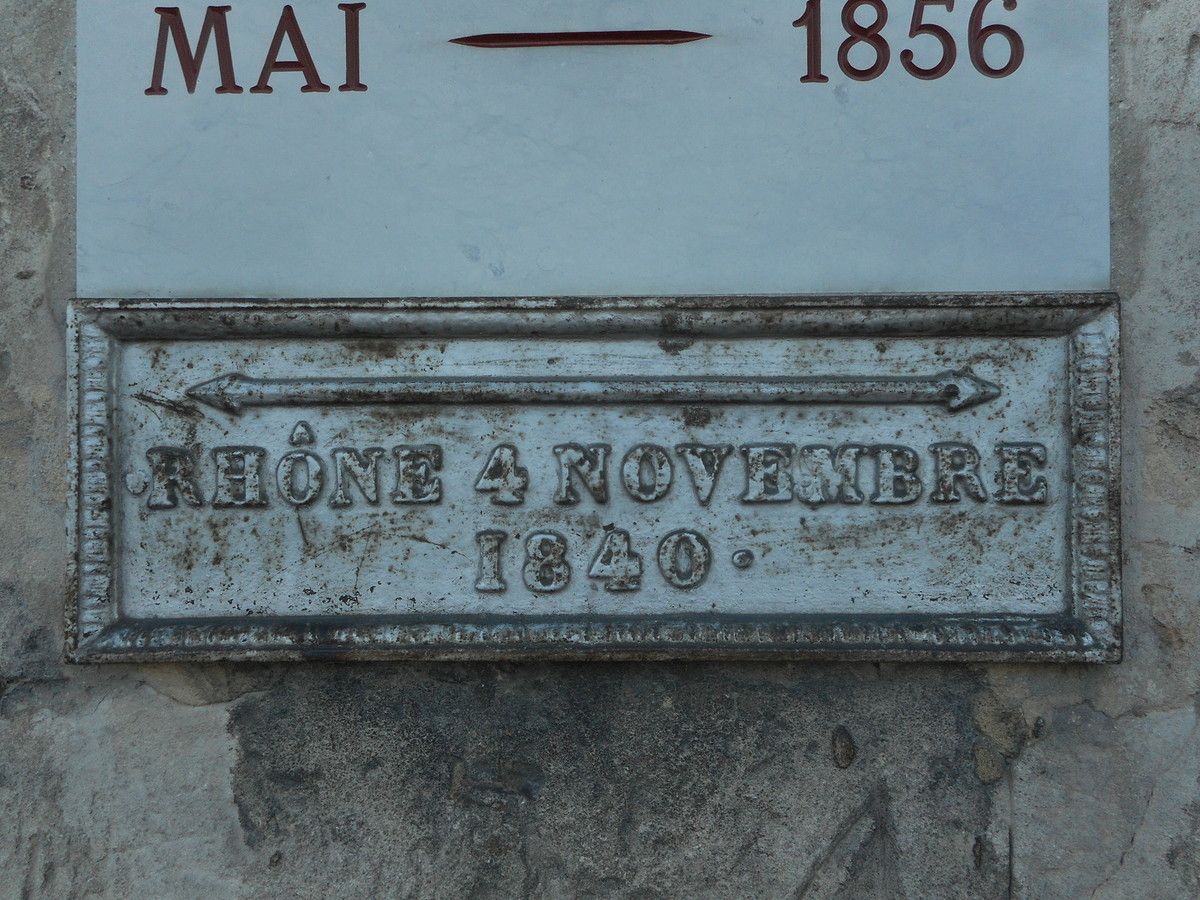 MAI — 1856
RHÔNE 4 NOVEMBRE
1840.